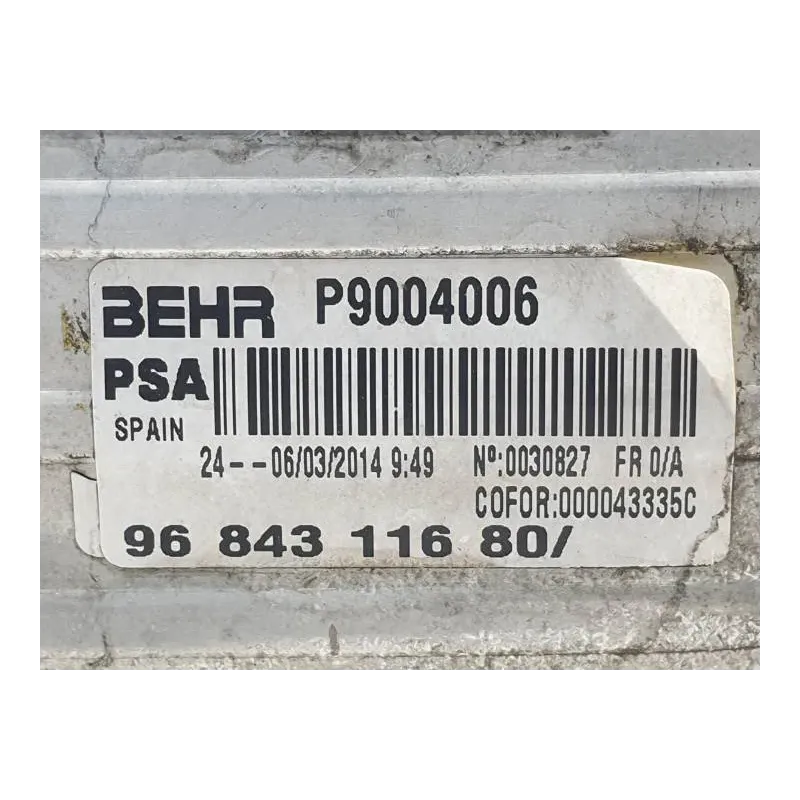 BEHR P9004006
PSA
SPAIN
24--06/03/2014 9:49 Nº:0030827 FR 0/A
COFOR:000043335C
96 843 116 80/